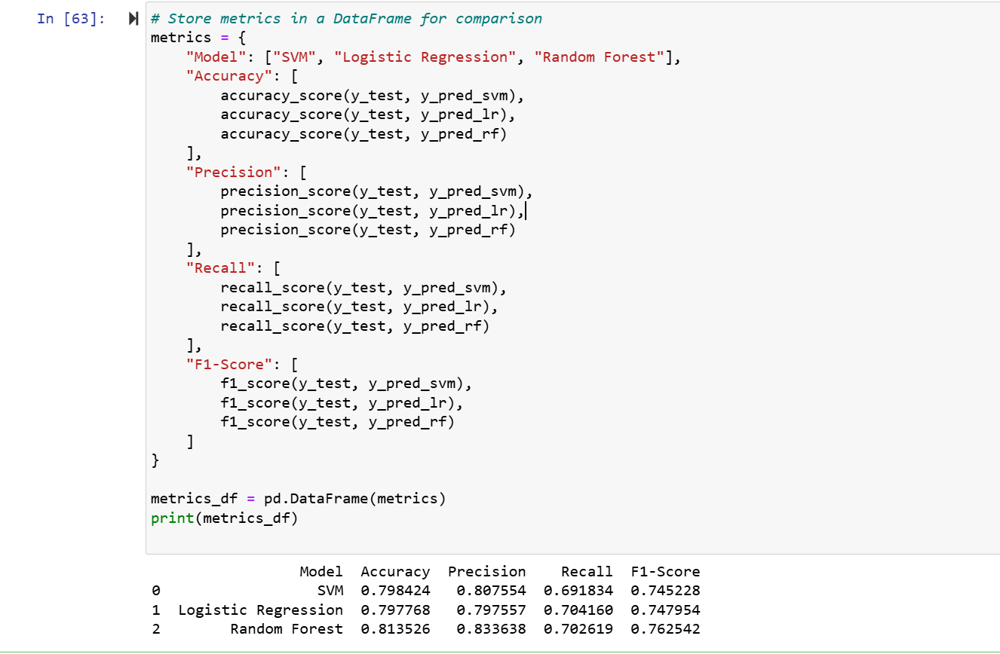 In [63]:
# Store metrics in a DataFrame for comparison
metrics = {
    "Model": ["SVM", "Logistic Regression", "Random Forest"],
    "Accuracy": [
        accuracy_score(y_test, y_pred_svm),
        accuracy_score(y_test, y_pred_lr),
        accuracy_score(y_test, y_pred_rf)
    ],
    "Precision": [
        precision_score(y_test, y_pred_svm),
        precision_score(y_test, y_pred_lr),
        precision_score(y_test, y_pred_rf)
    ],
    "Recall": [
        recall_score(y_test, y_pred_svm),
        recall_score(y_test, y_pred_lr),
        recall_score(y_test, y_pred_rf)
    ],
    "F1-Score": [
        f1_score(y_test, y_pred_svm),
        f1_score(y_test, y_pred_lr),
        f1_score(y_test, y_pred_rf)
    ]
}

metrics_df = pd.DataFrame(metrics)
print(metrics_df)

                 Model  Accuracy  Precision    Recall  F1-Score
0                  SVM  0.798424   0.807554  0.691834  0.745228
1  Logistic Regression  0.797768   0.797557  0.704160  0.747954
2        Random Forest  0.813526   0.833638  0.702619  0.762542